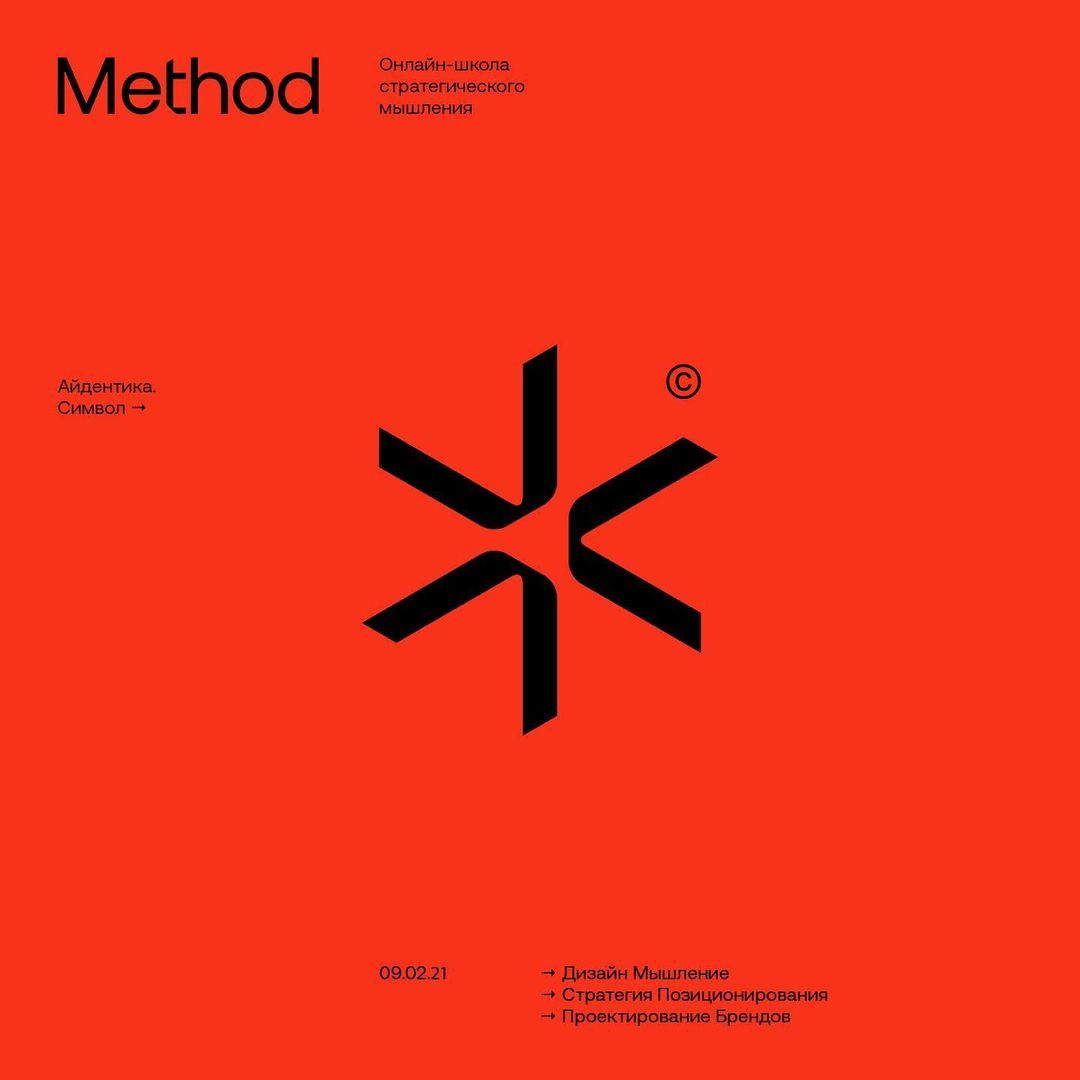 Method
Онлайн-школа
стратегического
мышления
©
Айдентика.
Символ →
09.02.21
→ Дизайн Мышление
→ Стратегия Позиционирования
→ Проектирование Брендов